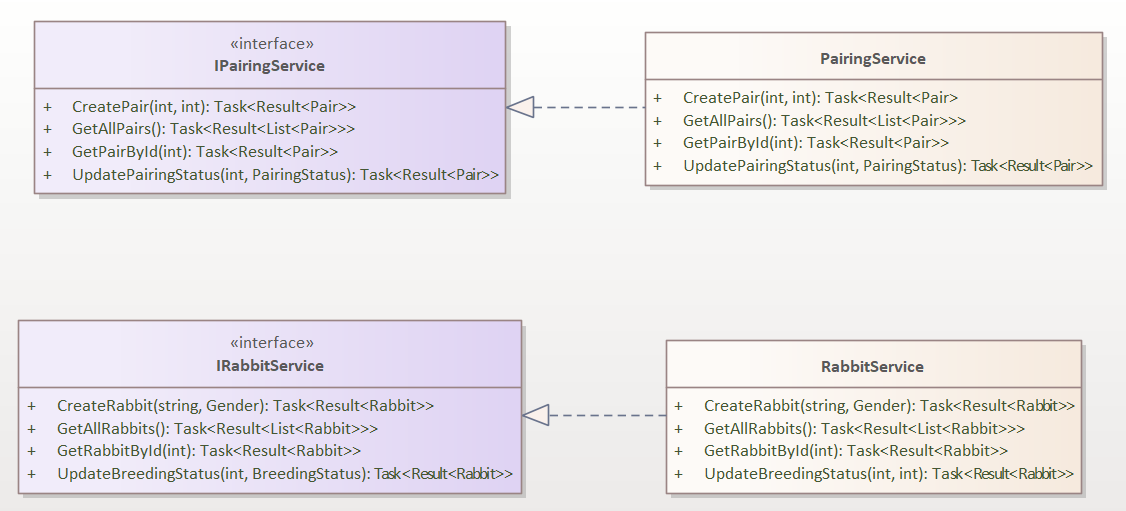 «interface»
IPairingService
+ CreatePair(int, int): Task<Result<Pair>>
+ GetAllPairs(): Task<Result<List<Pair>>>
+ GetPairById(int): Task<Result<Pair>>
+ UpdatePairingStatus(int, PairingStatus): Task<Result<Pair>>
PairingService
+ CreatePair(int, int): Task<Result<Pair>
+ GetAllPairs(): Task<Result<List<Pair>>>
+ GetPairById(int): Task<Result<Pair>>
+ UpdatePairingStatus(int, PairingStatus): Task<Result<Pair>>
«interface»
IRabbitService
+ CreateRabbit(string, Gender): Task<Result<Rabbit>>
+ GetAllRabbits(): Task<Result<List<Rabbit>>>
+ GetRabbitById(int): Task<Result<Rabbit>>
+ UpdateBreedingStatus(int, BreedingStatus): Task<Result<Rabbit>>
RabbitService
+ CreateRabbit(string, Gender): Task<Result<Rabbit>>
+ GetAllRabbits(): Task<Result<List<Rabbit>>>
+ GetRabbitById(int): Task<Result<Rabbit>>
+ UpdateBreedingStatus(int, int): Task<Result<Rabbit>>